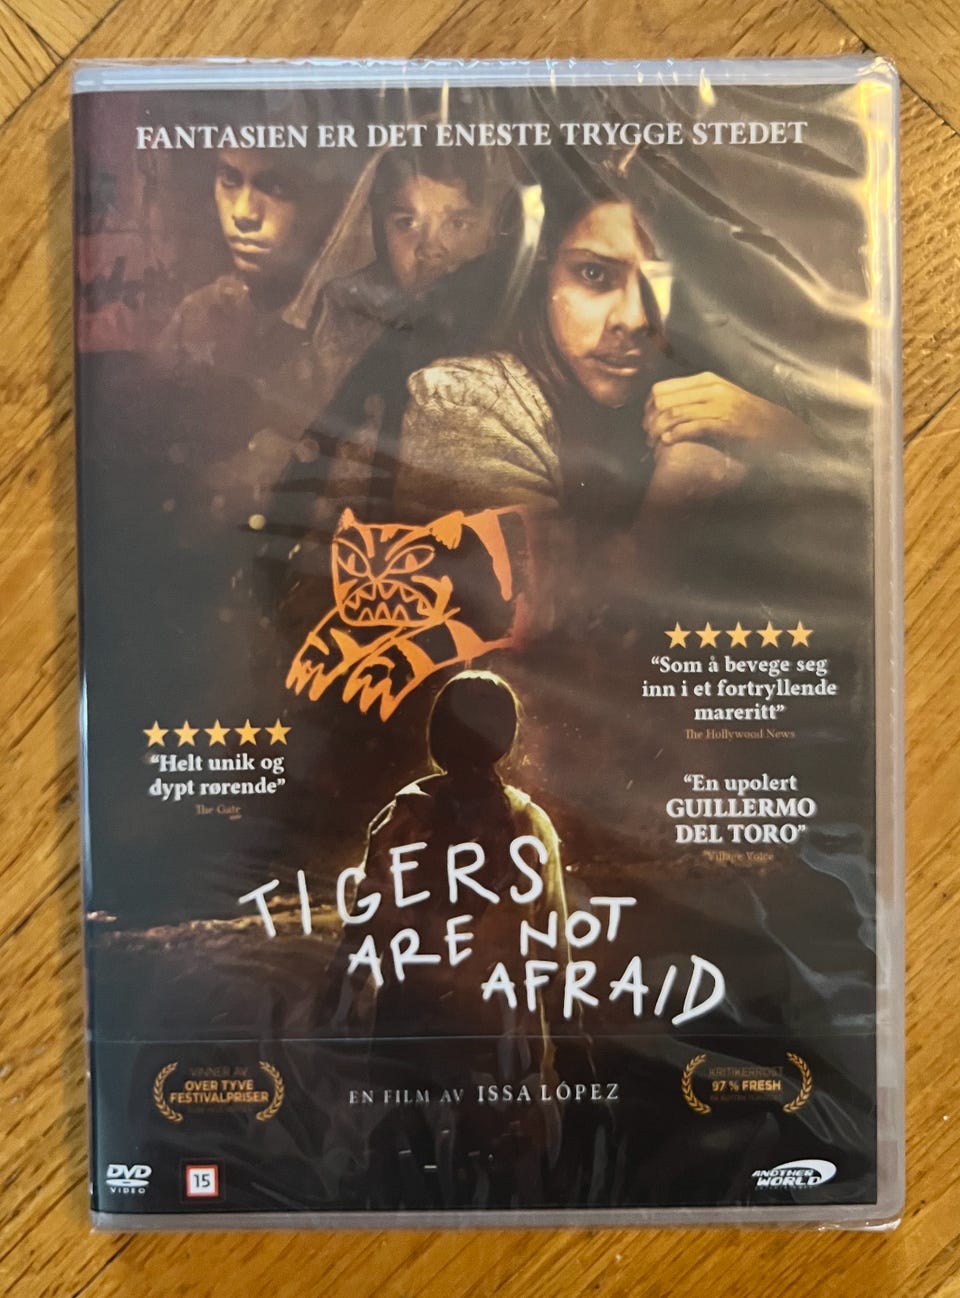 FANTASIEN ER DET ENESTE TRYGGE STEDET
“Som å bevege seg
inn i et fortryllende
mareritt”
The Hollywood News
“Helt unik og
dypt rørende”
The Gate
“En upolert
GUILLERMO
DEL TORO”
Village Voice
TIGERS
ARE NOT
AFRAID
VINNER AV
OVER TYVE
FESTIVALPRISER
EN FILM AV ISSA LÓPEZ
KRITIKERROST
97 % FRESH
DVD
VIDEO
15
ANOTHER
WORLD